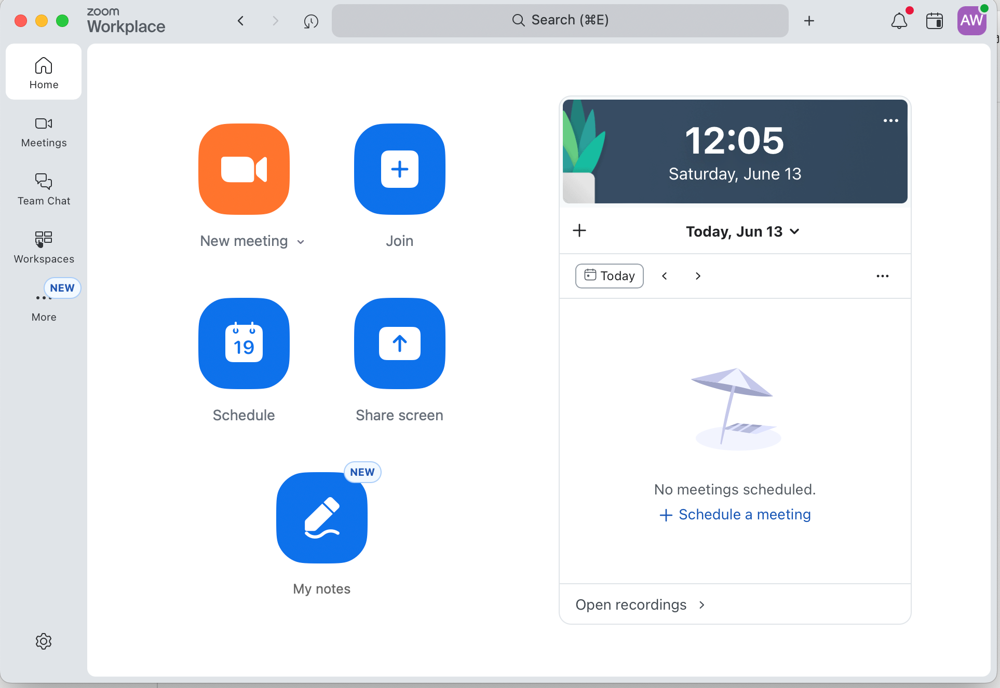 zoom
Workplace
Search (⌘E)
AW
Home
Meetings
Team Chat
Workspaces
NEW
More
New meeting
Join
19
Schedule
Share screen
NEW
My notes
12:05
Saturday, June 13
Today, Jun 13
Today
No meetings scheduled.
+ Schedule a meeting
Open recordings